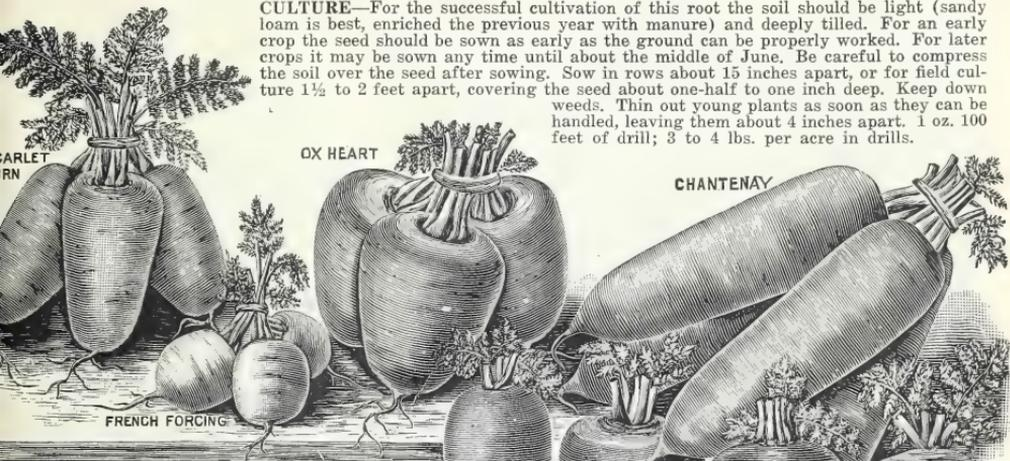 CULTURE—For the successful cultivation of this root the soil should be light (sandy
loam is best, enriched the previous year with manure) and deeply tilled. For an early
crop the seed should be sown as early as the ground can be properly worked. For later
crops it may be sown any time until about the middle of June. Be careful to compress
the soil over the seed after sowing. Sow in rows about 15 inches apart, or for field cul-
ture 1½ to 2 feet apart, covering the seed about one-half to one inch deep. Keep down
weeds. Thin out young plants as soon as they can be
handled, leaving them about 4 inches apart. 1 oz. 100
feet of drill; 3 to 4 lbs. per acre in drills.
CARLET
RN
OX HEART
CHANTENAY
FRENCH FORCING